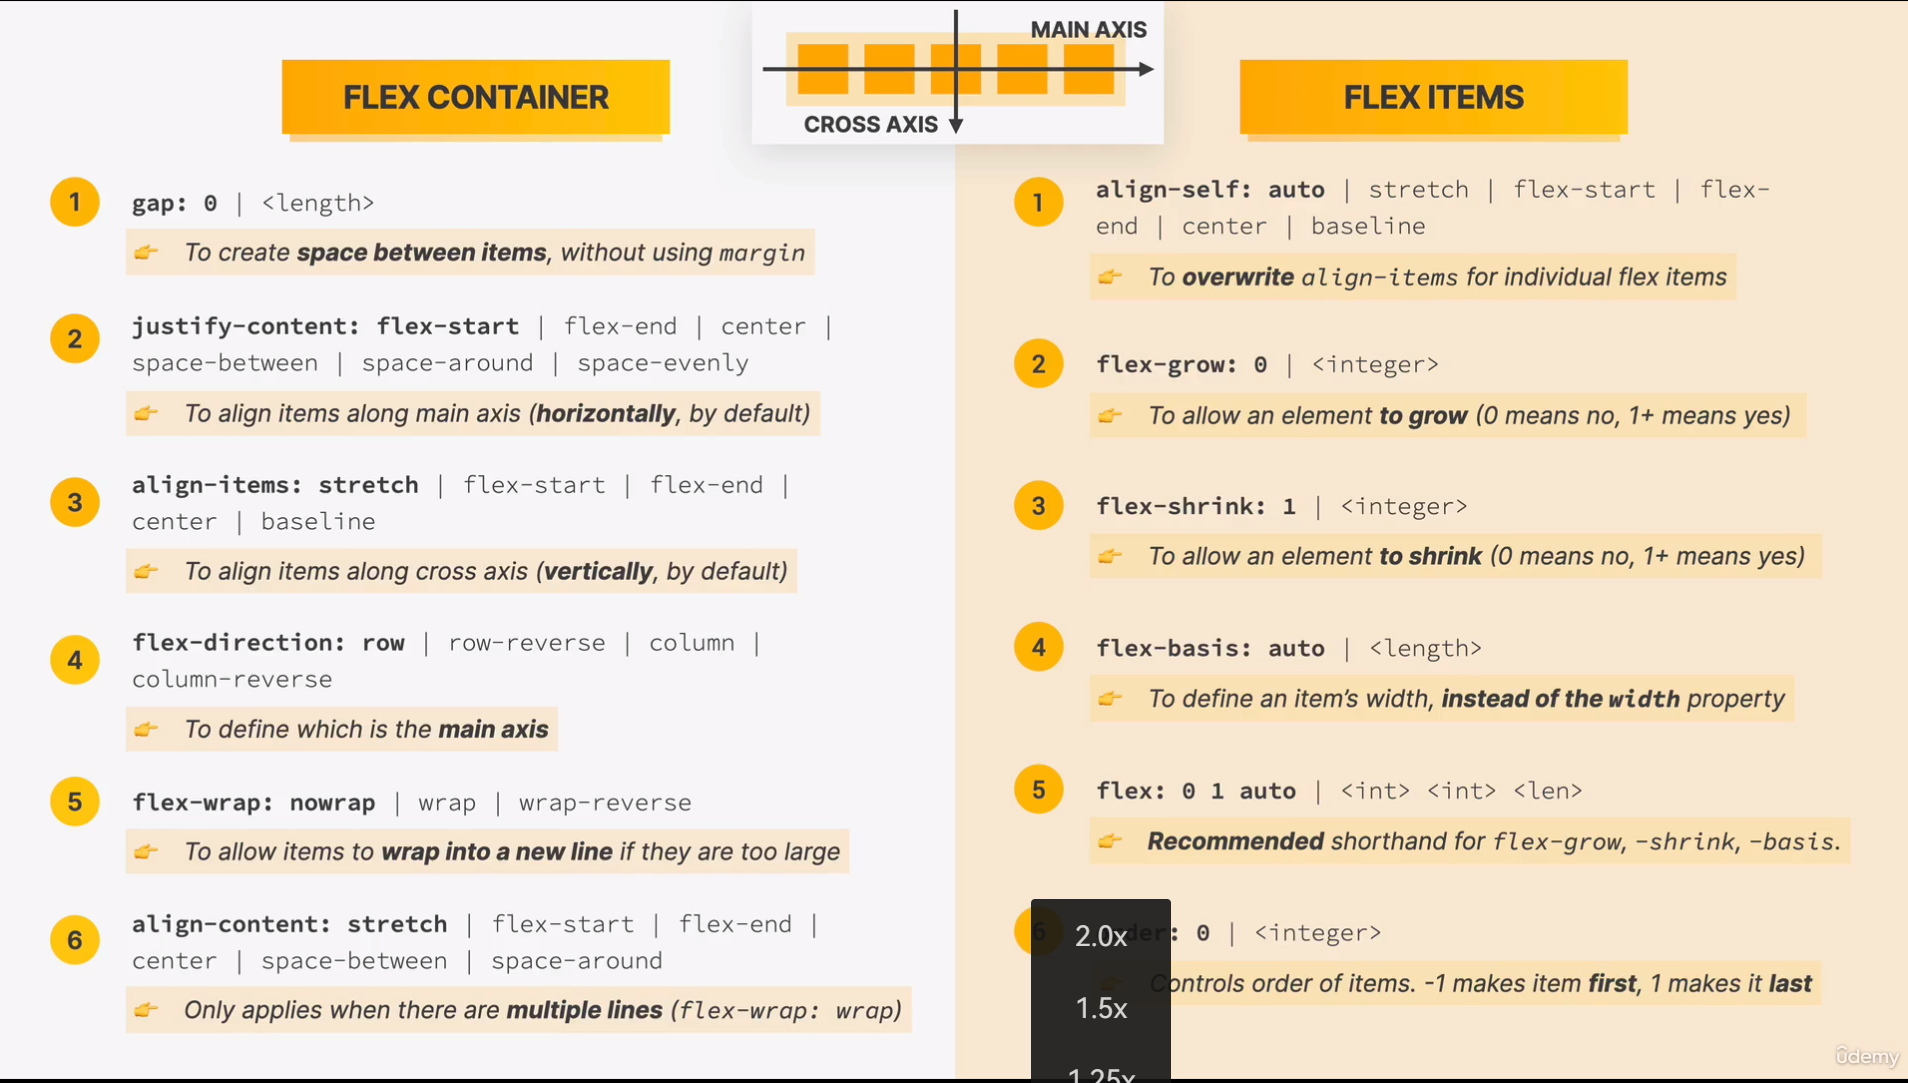 MAIN AXIS
CROSS AXIS
FLEX CONTAINER
1
gap: 0 | <length>
To create space between items, without using margin
2
justify-content: flex-start | flex-end | center |
space-between | space-around | space-evenly
To align items along main axis (horizontally, by default)
3
align-items: stretch | flex-start | flex-end |
center | baseline
To align items along cross axis (vertically, by default)
4
flex-direction: row | row-reverse | column |
column-reverse
To define which is the main axis
5
flex-wrap: nowrap | wrap | wrap-reverse
To allow items to wrap into a new line if they are too large
6
align-content: stretch | flex-start | flex-end |
center | space-between | space-around
Only applies when there are multiple lines (flex-wrap: wrap)
FLEX ITEMS
1
align-self: auto | stretch | flex-start | flex-
end | center | baseline
To overwrite align-items for individual flex items
2
flex-grow: 0 | <integer>
To allow an element to grow (0 means no, 1+ means yes)
3
flex-shrink: 1 | <integer>
To allow an element to shrink (0 means no, 1+ means yes)
4
flex-basis: auto | <length>
To define an item’s width, instead of the width property
5
flex: 0 1 auto | <int> <int> <len>
Recommended shorthand for flex-grow, -shrink, -basis.
6
order: 0 | <integer>
Controls order of items. -1 makes item first, 1 makes it last
2.0x
1.5x
1.25x
ûdemy